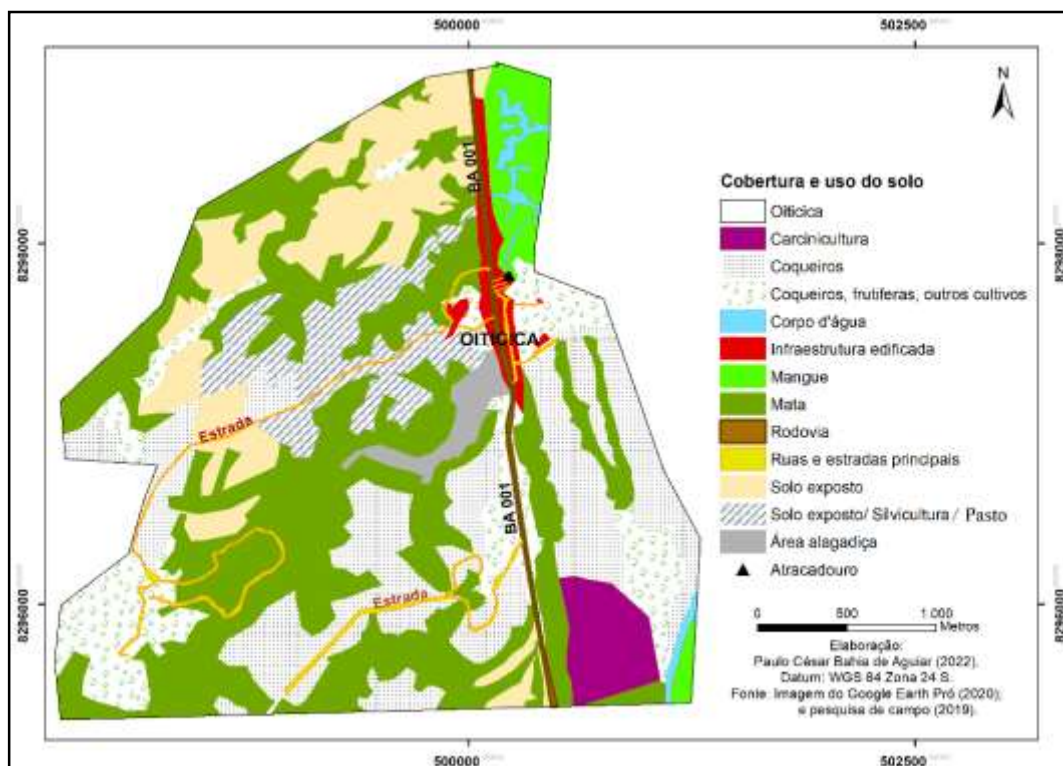 500000
502500
N
BA 001
8298000
8298000
Cobertura e uso do solo
Oiticica
Carcinicultura
Coqueiros
Coqueiros, frutíferas, outros cultivos
Corpo d'água
Infraestrutura edificada
Mangue
Mata
Rodovia
Ruas e estradas principais
Solo exposto
Solo exposto/ Silvicultura / Pasto
Área alagadiça
Atracadouro
OITICICA
Estrada
BA 001
Estrada
8296000
8296000
0 500 1.000
Metros
Elaboração:
Paulo César Bahia de Aguiar (2022).
Datum: WGS 84 Zona 24 S.
Fonte: Imagem do Google Earth Pró (2020);
e pesquisa de campo (2019).
500000
502500